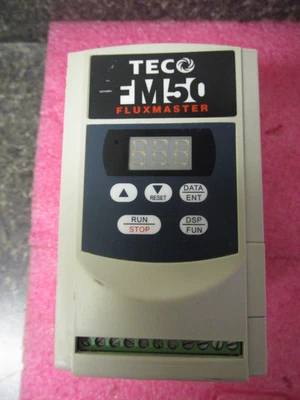 TECO
FM50
FLUXMASTER
RESET
DATA
ENT
RUN
STOP
DSP
FUN